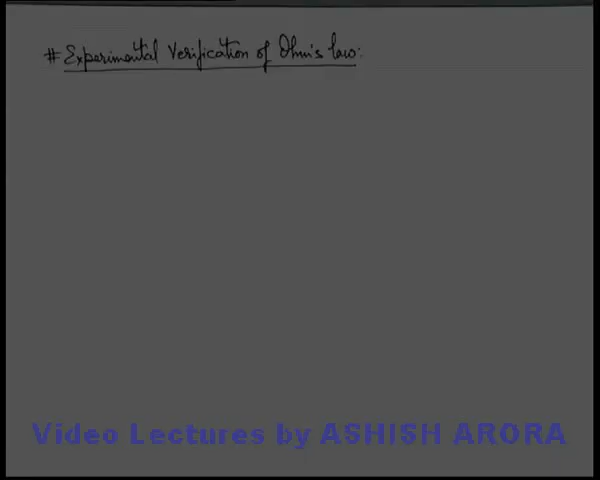 # Experimental Verification of Ohm's law:
Video Lectures by ASHISH ARORA